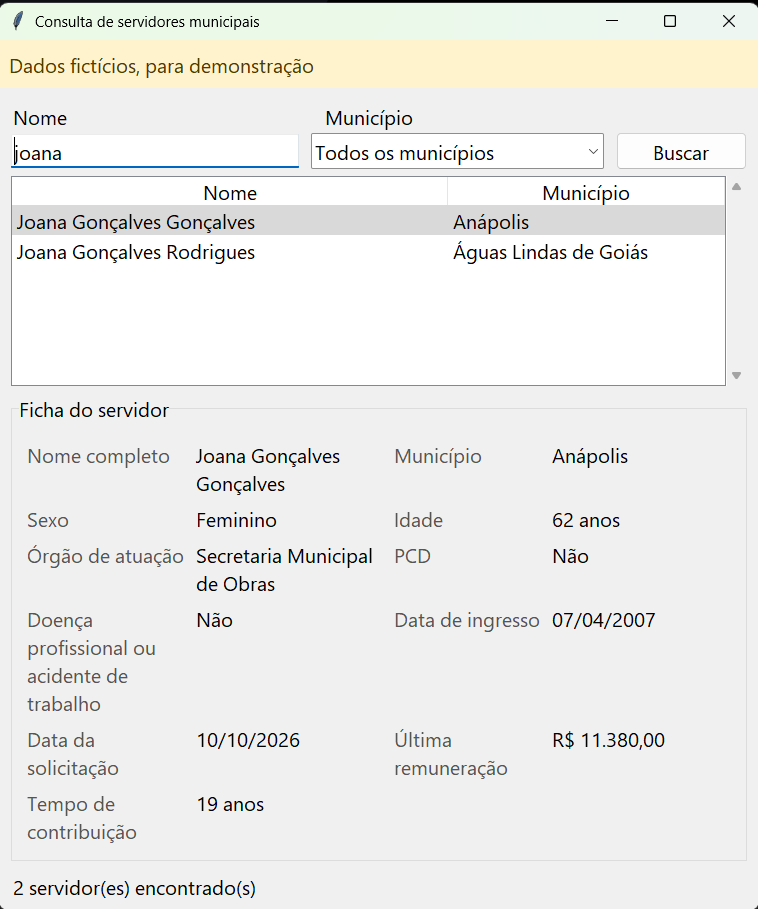 Consulta de servidores municipais
Dados fictícios, para demonstração
Nome Município
joana Todos os municípios Buscar
Nome Município
Joana Gonçalves Gonçalves Anápolis
Joana Gonçalves Rodrigues Águas Lindas de Goiás
Ficha do servidor
Nome completo Joana Gonçalves Município Anápolis
Gonçalves
Sexo Feminino Idade 62 anos
Órgão de atuação Secretaria Municipal PCD Não
de Obras
Doença Não Data de ingresso 07/04/2007
profissional ou
acidente de
trabalho
Data da 10/10/2026 Última R$ 11.380,00
solicitação remuneração
Tempo de 19 anos
contribuição
2 servidor(es) encontrado(s)